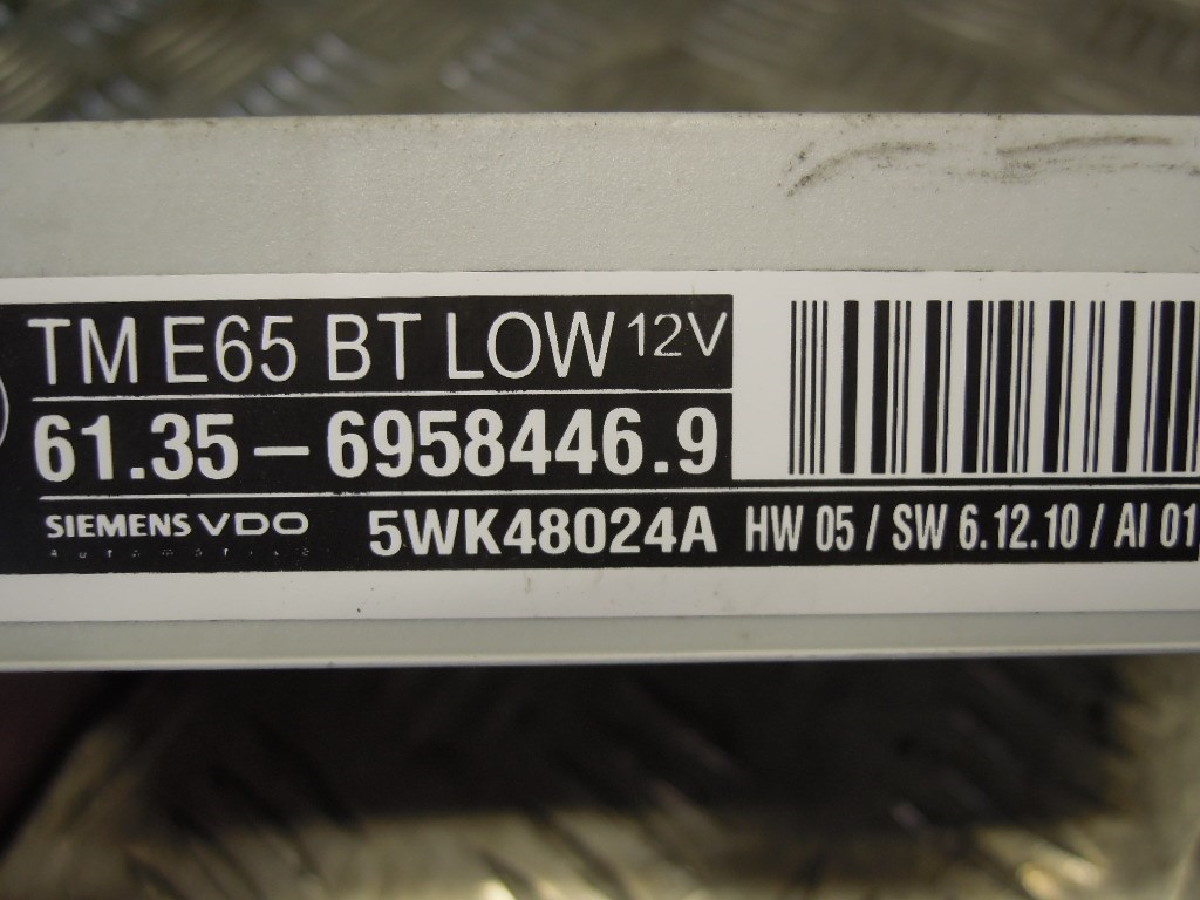 TM E65 BT LOW 12V
61.35 – 6958446.9
SIEMENS VDO 5WK48024A HW 05 / SW 6.12.10 / AI 01
Automotive